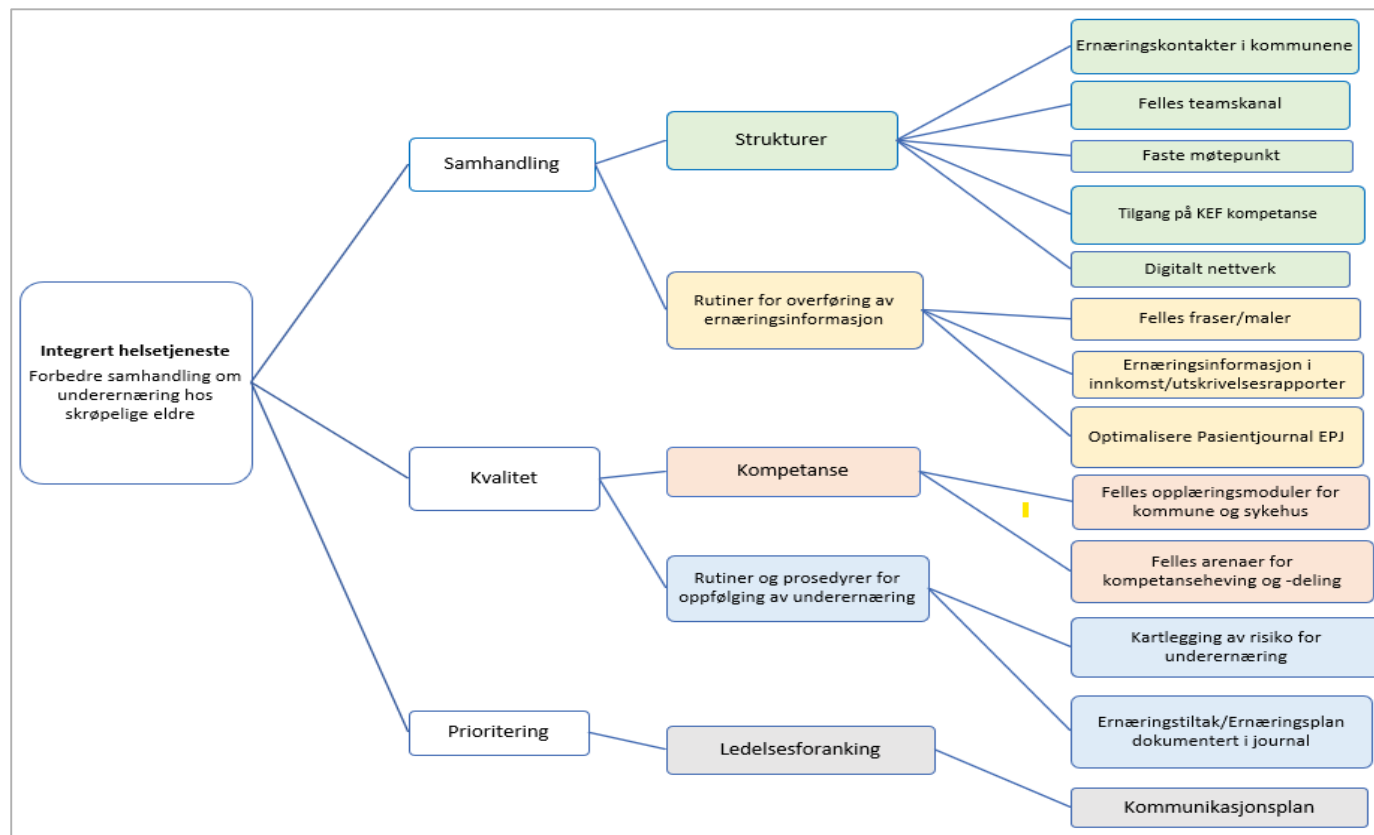 Integrert helsetjeneste
Forbedre samhandling om
underernæring hos
skrøpelige eldre
Samhandling
Kvalitet
Prioritering
Strukturer
Rutiner for overføring av
ernæringsinformasjon
Kompetanse
Rutiner og prosedyrer for
oppfølging av underernæring
Ledelsesforanking
Ernæringskontakter i kommunene
Felles teamskanal
Faste møtepunkt
Tilgang på KEF kompetanse
Digitalt nettverk
Felles fraser/maler
Ernæringsinformasjon i
innkomst/utskrivelsesrapporter
Optimalisere Pasientjournal EPJ
Felles opplæringsmoduler for
kommune og sykehus
Felles arenaer for
kompetanseheving og -deling
Kartlegging av risiko for
underernæring
Ernæringstiltak/Ernæringsplan
dokumentert i journal
Kommunikasjonsplan